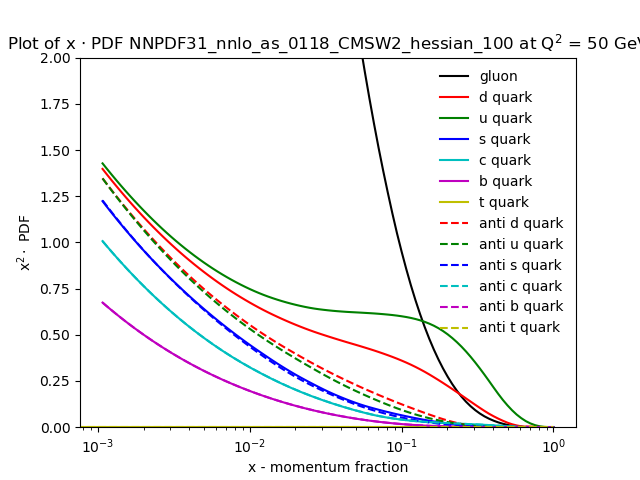 Plot of x · PDF NNPDF31_nnlo_as_0118_CMSW2_hessian_100 at Q² = 50 GeV
2.00
1.75
1.50
1.25
1.00
0.75
0.50
0.25
0.00
x² · PDF
gluon
d quark
u quark
s quark
c quark
b quark
t quark
anti d quark
anti u quark
anti s quark
anti c quark
anti b quark
anti t quark
10⁻³ 10⁻² 10⁻¹ 10⁰
x - momentum fraction